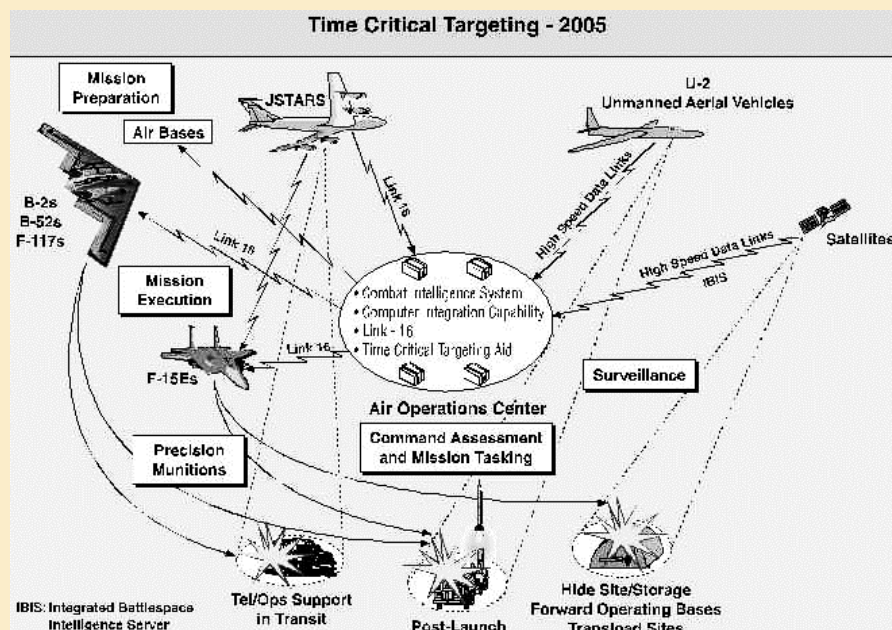 Time Critical Targeting - 2005
Mission
Preparation
Air Bases
JSTARS
U-2
Unmanned Aerial Vehicles
B-2s
B-52s
F-117s
Link 16
Link 16
High Speed Data Links
High Speed Data Links
IBIS
Satellites
Mission
Execution
F-15Es
Link 16
• Combat Intelligence System
• Computer Integration Capability
• Link - 16
• Time Critical Targeting Aid
Air Operations Center
Command Assessment
and Mission Tasking
Surveillance
Precision
Munitions
Tel/Ops Support
in Transit
Post-Launch
Hide Site/Storage
Forward Operating Bases
Transload Sites
IBIS: Integrated Battlespace
Intelligence Server